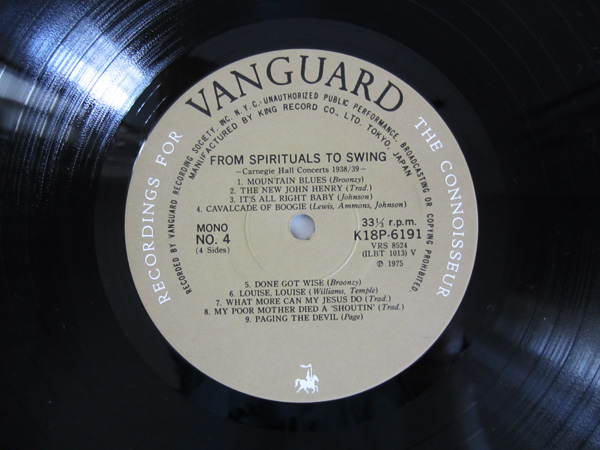 VANGUARD
RECORDINGS FOR THE CONNOISSEUR
RECORDED BY VANGUARD RECORDING SOCIETY, INC. N.Y.C.-UNAUTHORIZED PUBLIC PERFORMANCE, BROADCASTING OR COPYING PROHIBITED.
MANUFACTURED BY KING RECORD CO., LTD. TOKYO, JAPAN
FROM SPIRITUALS TO SWING
—Carnegie Hall Concerts 1938/39—
1. MOUNTAIN BLUES (Broonzy)
2. THE NEW JOHN HENRY (Trad.)
3. IT'S ALL RIGHT BABY (Johnson)
4. CAVALCADE OF BOOGIE (Lewis, Ammons, Johnson)
MONO
NO. 4
(4 Sides)
33⅓ r.p.m.
K18P-6191
VRS 8524
(ILBT 1013) V
℗ 1975
5. DONE GOT WISE (Broonzy)
6. LOUISE, LOUISE (Williams, Temple)
7. WHAT MORE CAN MY JESUS DO (Trad.)
8. MY POOR MOTHER DIED A 'SHOUTIN' (Trad.)
9. PAGING THE DEVIL (Page)